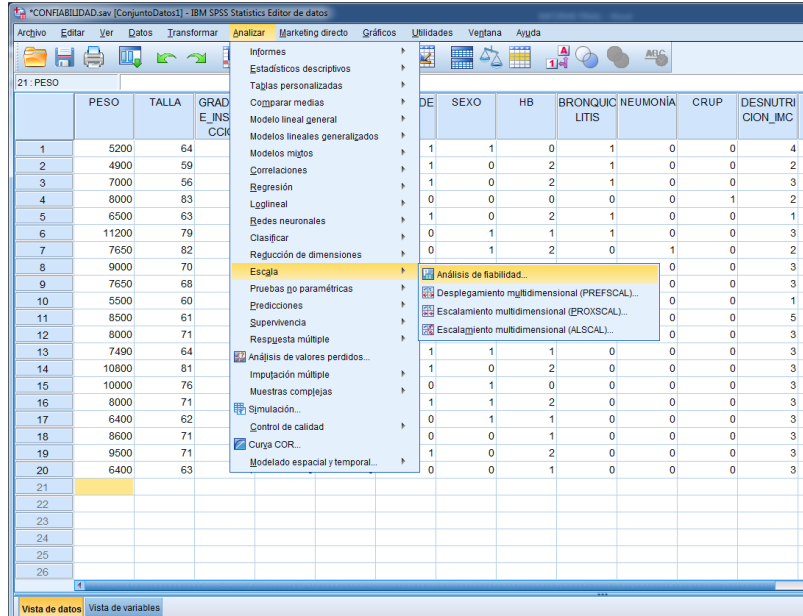 *CONFIABILIDAD.sav [ConjuntoDatos1] - IBM SPSS Statistics Editor de datos
Archivo Editar Ver Datos Transformar Analizar Marketing directo Gráficos Utilidades Ventana Ayuda
21 : PESO
Informes
Estadísticos descriptivos
Tablas personalizadas
Comparar medias
Modelo lineal general
Modelos lineales generalizados
Modelos mixtos
Correlaciones
Regresión
Loglineal
Redes neuronales
Clasificar
Reducción de dimensiones
Escala
Pruebas no paramétricas
Predicciones
Supervivencia
Respuesta múltiple
Análisis de valores perdidos...
Imputación múltiple
Muestras complejas
Simulación...
Control de calidad
Curva COR...
Modelado espacial y temporal...
Análisis de fiabilidad...
Desplegamiento multidimensional (PREFSCAL)...
Escalamiento multidimensional (PROXSCAL)...
Escalamiento multidimensional (ALSCAL)...
PESO TALLA GRAD DE SEXO HB BRONQUIO NEUMONÍA CRUP DESNUTRI
E_INS LITIS CION_IMC
CCIO
1 5200 64 1 1 0 1 0 0 4
2 4900 59 1 0 2 1 0 0 2
3 7000 56 1 0 2 1 0 0 3
4 8000 83 0 0 0 0 0 1 2
5 6500 63 1 0 2 1 1 0 1
6 11200 79 0 1 1 1 0 0 3
7 7650 82 0 1 2 0 1 0 2
8 9000 70 0 0 3
9 7650 68 0 0 3
10 5500 60 0 0 1
11 8500 61 0 0 5
12 8000 71 0 0 3
13 7490 64 1 1 1 0 0 0 3
14 10800 81 1 0 2 0 0 0 3
15 10000 76 0 1 0 0 0 0 3
16 8000 71 1 1 2 0 0 0 3
17 6400 62 0 1 1 0 0 0 3
18 8600 71 0 0 1 0 0 0 3
19 9500 71 1 0 2 0 0 0 3
20 6400 63 0 0 1 0 0 0 3
21
22
23
24
25
26
Vista de datos Vista de variables